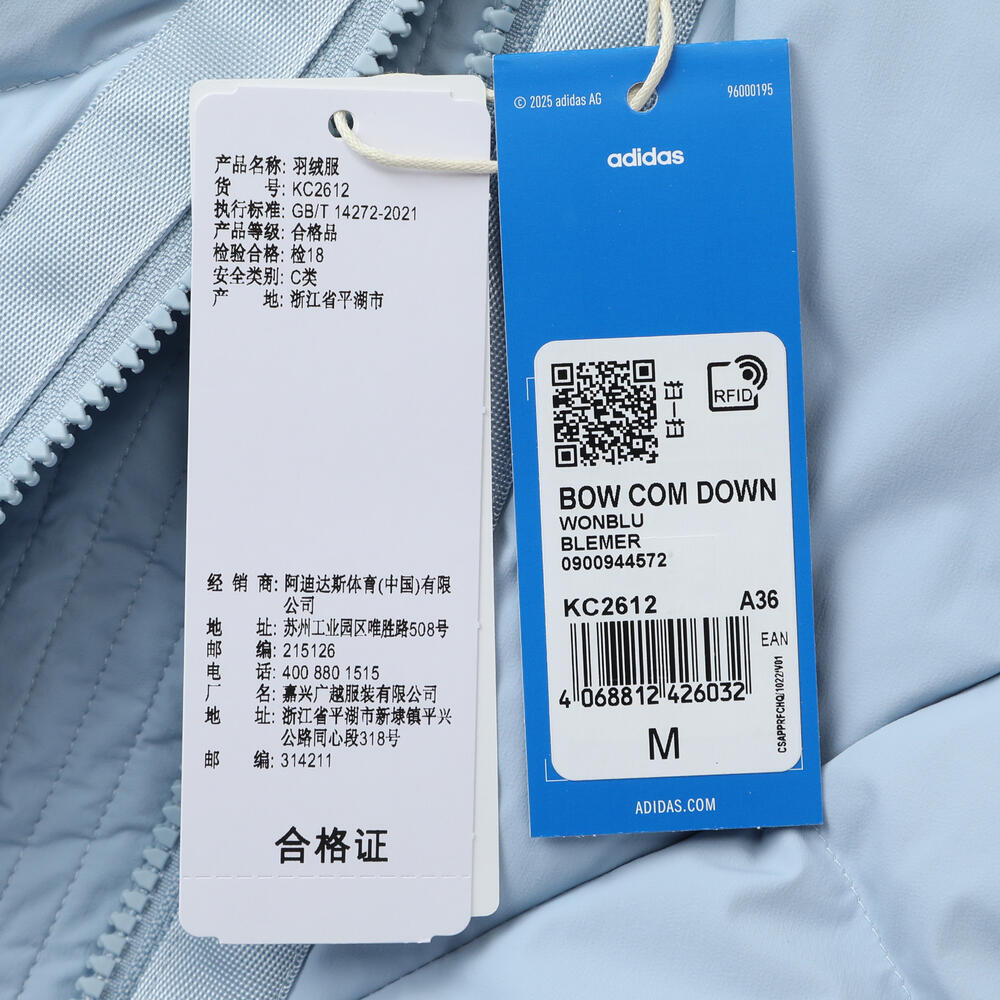 产品名称: 羽绒服
货 号: KC2612
执行标准: GB/T 14272-2021
产品等级: 合格品
检验合格: 检18
安全类别: C类
产 地: 浙江省平湖市
经 销 商: 阿迪达斯体育(中国)有限
公司
地 址: 苏州工业园区唯胜路508号
邮 编: 215126
电 话: 400 880 1515
厂 名: 嘉兴广越服装有限公司
地 址: 浙江省平湖市新埭镇平兴
公路同心段318号
邮 编: 314211
合格证
© 2025 adidas AG
96000195
adidas
RFID
扫一扫
BOW COM DOWN
WONBLU
BLEMER
0900944572
KC2612
A36
EAN
4 068812 426032
CSAPPRFCHQ/1022/V01
M
ADIDAS.COM